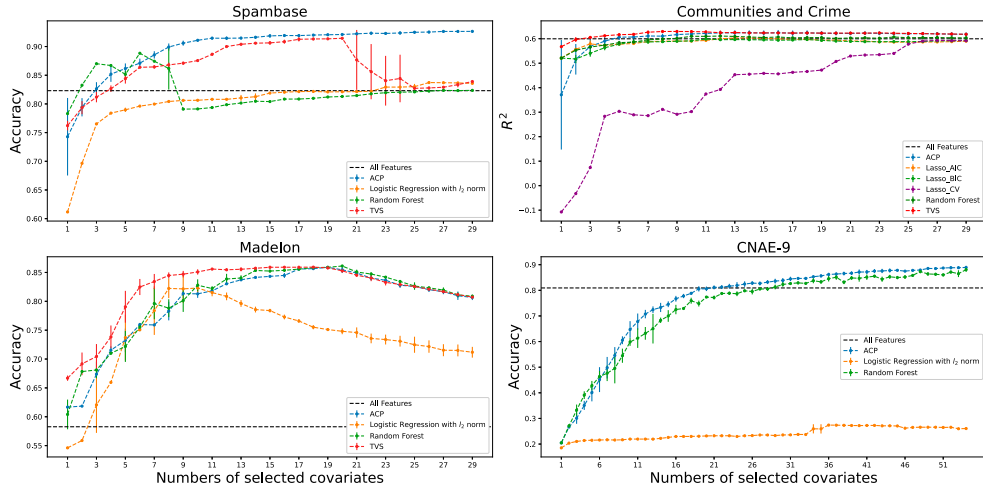 Spambase
Accuracy
0.90
0.85
0.80
0.75
0.70
0.65
0.60
1 3 5 7 9 11 13 15 17 19 21 23 25 27 29
All Features
ACP
Logistic Regression with l₂ norm
Random Forest
TVS
Communities and Crime
R²
0.6
0.5
0.4
0.3
0.2
0.1
0.0
−0.1
1 3 5 7 9 11 13 15 17 19 21 23 25 27 29
All Features
ACP
Lasso_AIC
Lasso_BIC
Lasso_CV
Random Forest
TVS
Madelon
Accuracy
0.85
0.80
0.75
0.70
0.65
0.60
0.55
1 3 5 7 9 11 13 15 17 19 21 23 25 27 29
Numbers of selected covariates
All Features
ACP
Logistic Regression with l₂ norm
Random Forest
TVS
CNAE-9
Accuracy
0.9
0.8
0.7
0.6
0.5
0.4
0.3
0.2
1 6 11 16 21 26 31 36 41 46 51
Numbers of selected covariates
All Features
ACP
Logistic Regression with l₂ norm
Random Forest